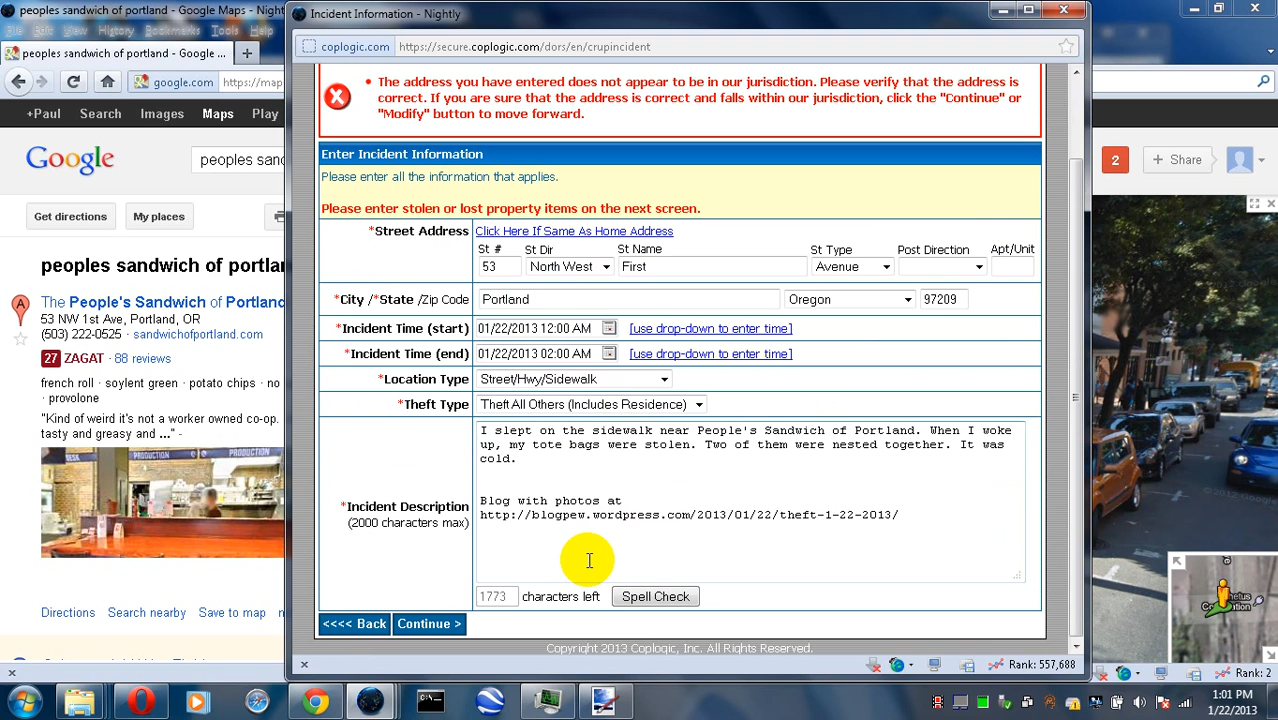 peoples sandwich of portland - Google Maps - Nightly
File Edit View History Bookmarks Tools Help
peoples sandwich of portland - Google ...
google.com https://map
+Paul Search Images Maps Play
Google
peoples sand
Get directions My places
peoples sandwich of portlan
A
The People's Sandwich of Portland
53 NW 1st Ave, Portland, OR
(503) 222-0525 · sandwichofportland.com
27 ZAGAT · 88 reviews
french roll · soylent green · potato chips · no
· provolone
"Kind of weird it's not a worker owned co-op.
tasty and greasy and ..." -
Directions Search nearby Save to map
Incident Information - Nightly
coplogic.com https://secure.coplogic.com/dors/en/crupincident
• The address you have entered does not appear to be in our jurisdiction. Please verify that the address is
correct. If you are sure that the address is correct and falls within our jurisdiction, click the "Continue" or
"Modify" button to move forward.
Enter Incident Information
Please enter all the information that applies.
Please enter stolen or lost property items on the next screen.
*Street Address Click Here If Same As Home Address
St # St Dir St Name St Type Post Direction Apt/Unit
53 North West First Avenue
*City /*State /Zip Code Portland Oregon 97209
*Incident Time (start) 01/22/2013 12:00 AM [use drop-down to enter time]
*Incident Time (end) 01/22/2013 02:00 AM [use drop-down to enter time]
*Location Type Street/Hwy/Sidewalk
*Theft Type Theft All Others (Includes Residence)
*Incident Description
(2000 characters max)
I slept on the sidewalk near People's Sandwich of Portland. When I woke
up, my tote bags were stolen. Two of them were nested together. It was
cold.
Blog with photos at
http://blogpew.wordpress.com/2013/01/22/theft-1-22-2013/
1773 characters left Spell Check
<<<< Back Continue >
Copyright 2013 Coplogic, Inc. All Rights Reserved.
Rank: 557,688
2 + Share
Rank: 2
1:01 PM
1/22/2013